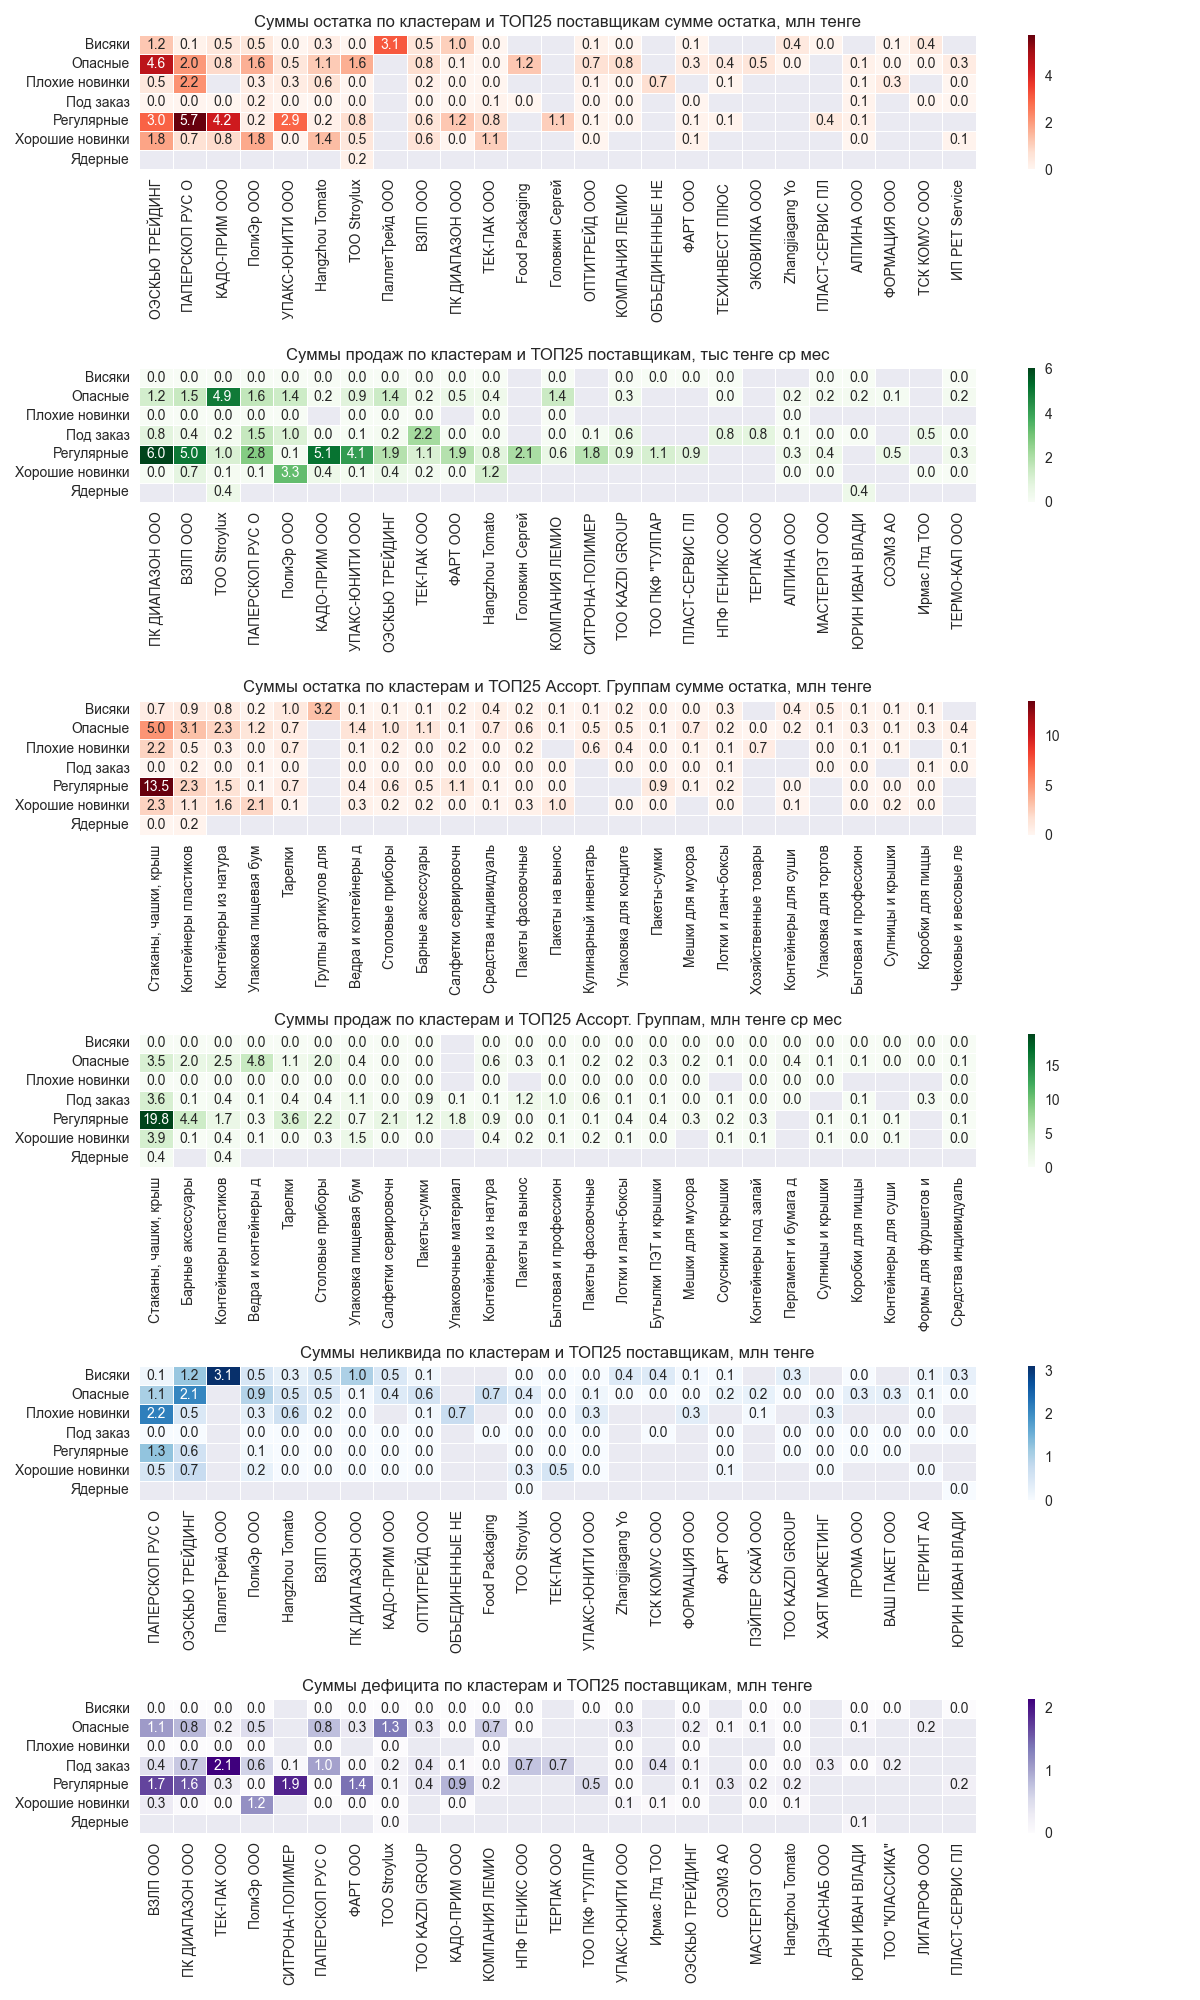 Суммы остатка по кластерам и ТОП25 поставщикам сумме остатка, млн тенге
Висяки 1.2 0.1 0.5 0.5 0.0 0.3 0.0 3.1 0.5 1.0 0.0 0.1 0.0 0.1 0.4 0.0 0.1 0.4
Опасные 4.6 2.0 0.8 1.6 0.5 1.1 1.6 0.8 0.1 0.0 1.2 0.7 0.8 0.3 0.4 0.5 0.0 0.1 0.0 0.0 0.3
Плохие новинки 0.5 2.2 0.3 0.3 0.6 0.0 0.2 0.0 0.0 0.1 0.0 0.7 0.1 0.1 0.3 0.0
Под заказ 0.0 0.0 0.0 0.2 0.0 0.0 0.0 0.0 0.0 0.1 0.0 0.0 0.0 0.0 0.1 0.0 0.0
Регулярные 3.0 5.7 4.2 0.2 2.9 0.2 0.8 0.6 1.2 0.8 1.1 0.1 0.0 0.1 0.1 0.4 0.1
Хорошие новинки 1.8 0.7 0.8 1.8 0.0 1.4 0.5 0.6 0.0 1.1 0.0 0.1 0.0 0.1
Ядерные 0.2
4
2
0
ОЭСКЬЮ ТРЕЙДИНГ
ПАПЕРСКОП РУС О
КАДО-ПРИМ ООО
ПолиЭр ООО
УПАКС-ЮНИТИ ООО
Hangzhou Tomato
ТОО Stroylux
ПаллетТрейд ООО
ВЗЛП ООО
ПК ДИАПАЗОН ООО
ТЕК-ПАК ООО
Food Packaging
Головкин Сергей
ОПТИТРЕЙД ООО
КОМПАНИЯ ЛЕМИО
ОБЪЕДИНЕННЫЕ НЕ
ФАРТ ООО
ТЕХИНВЕСТ ПЛЮС
ЭКОВИЛКА ООО
Zhangjiagang Yo
ПЛАСТ-СЕРВИС ПЛ
АЛПИНА ООО
ФОРМАЦИЯ ООО
ТСК КОМУС ООО
ИП PET Service
Суммы продаж по кластерам и ТОП25 поставщикам, тыс тенге ср мес
Висяки 0.0 0.0 0.0 0.0 0.0 0.0 0.0 0.0 0.0 0.0 0.0 0.0 0.0 0.0 0.0 0.0 0.0 0.0 0.0
Опасные 1.2 1.5 4.9 1.6 1.4 0.2 0.9 1.4 0.2 0.5 0.4 1.4 0.3 0.0 0.2 0.2 0.2 0.1 0.2
Плохие новинки 0.0 0.0 0.0 0.0 0.0 0.0 0.0 0.0 0.0 0.0 0.0 0.0
Под заказ 0.8 0.4 0.2 1.5 1.0 0.0 0.1 0.2 2.2 0.0 0.0 0.0 0.1 0.6 0.8 0.8 0.1 0.0 0.0 0.5 0.0
Регулярные 6.0 5.0 1.0 2.8 0.1 5.1 4.1 1.9 1.1 1.9 0.8 2.1 0.6 1.8 0.9 1.1 0.9 0.3 0.4 0.5 0.3
Хорошие новинки 0.0 0.7 0.1 0.1 3.3 0.4 0.1 0.4 0.2 0.0 1.2 0.0 0.0 0.0 0.0
Ядерные 0.4 0.4
6
4
2
0
ПК ДИАПАЗОН ООО
ВЗЛП ООО
ТОО Stroylux
ПАПЕРСКОП РУС О
ПолиЭр ООО
КАДО-ПРИМ ООО
УПАКС-ЮНИТИ ООО
ОЭСКЬЮ ТРЕЙДИНГ
ТЕК-ПАК ООО
ФАРТ ООО
Hangzhou Tomato
Головкин Сергей
КОМПАНИЯ ЛЕМИО
СИТРОНА-ПОЛИМЕР
ТОО KAZDI GROUP
ТОО ПКФ "ТУЛПАР
ПЛАСТ-СЕРВИС ПЛ
НПФ ГЕНИКС ООО
ТЕРПАК ООО
АЛПИНА ООО
МАСТЕРПЭТ ООО
ЮРИН ИВАН ВЛАДИ
СОЭМЗ АО
Ирмас Лтд ТОО
ТЕРМО-КАП ООО
Суммы остатка по кластерам и ТОП25 Ассорт. Группам сумме остатка, млн тенге
Висяки 0.7 0.9 0.8 0.2 1.0 3.2 0.1 0.1 0.1 0.2 0.4 0.2 0.1 0.1 0.2 0.0 0.0 0.3 0.4 0.5 0.1 0.1 0.1
Опасные 5.0 3.1 2.3 1.2 0.7 1.4 1.0 1.1 0.1 0.7 0.6 0.1 0.5 0.5 0.1 0.7 0.2 0.0 0.2 0.1 0.3 0.1 0.3 0.4
Плохие новинки 2.2 0.5 0.3 0.0 0.7 0.1 0.2 0.0 0.2 0.0 0.2 0.6 0.4 0.0 0.1 0.1 0.7 0.0 0.1 0.1 0.1
Под заказ 0.0 0.2 0.0 0.1 0.0 0.0 0.0 0.0 0.0 0.0 0.0 0.0 0.0 0.0 0.0 0.1 0.0 0.0 0.1 0.0
Регулярные 13.5 2.3 1.5 0.1 0.7 0.4 0.6 0.5 1.1 0.1 0.0 0.0 0.9 0.1 0.2 0.0 0.0 0.0 0.0
Хорошие новинки 2.3 1.1 1.6 2.1 0.1 0.3 0.2 0.2 0.0 0.1 0.3 1.0 0.0 0.0 0.0 0.1 0.0 0.2 0.0
Ядерные 0.0 0.2
10
5
0
Стаканы, чашки, крыш
Контейнеры пластиков
Контейнеры из натура
Упаковка пищевая бум
Тарелки
Группы артикулов для
Ведра и контейнеры д
Столовые приборы
Барные аксессуары
Салфетки сервировочн
Средства индивидуаль
Пакеты фасовочные
Пакеты на вынос
Кулинарный инвентарь
Упаковка для кондите
Пакеты-сумки
Мешки для мусора
Лотки и ланч-боксы
Хозяйственные товары
Контейнеры для суши
Упаковка для тортов
Бытовая и профессион
Супницы и крышки
Коробки для пиццы
Чековые и весовые ле
Суммы продаж по кластерам и ТОП25 Ассорт. Группам, млн тенге ср мес
Висяки 0.0 0.0 0.0 0.0 0.0 0.0 0.0 0.0 0.0 0.0 0.0 0.0 0.0 0.0 0.0 0.0 0.0 0.0 0.0 0.0 0.0 0.0 0.0 0.0
Опасные 3.5 2.0 2.5 4.8 1.1 2.0 0.4 0.0 0.0 0.6 0.3 0.1 0.2 0.2 0.3 0.2 0.1 0.0 0.4 0.1 0.1 0.0 0.0 0.1
Плохие новинки 0.0 0.0 0.0 0.0 0.0 0.0 0.0 0.0 0.0 0.0 0.0 0.0 0.0 0.0 0.0 0.0 0.0 0.0 0.0
Под заказ 3.6 0.1 0.4 0.1 0.4 0.4 1.1 0.0 0.9 0.1 0.1 1.2 1.0 0.6 0.1 0.1 0.0 0.1 0.0 0.0 0.1 0.3 0.0
Регулярные 19.8 4.4 1.7 0.3 3.6 2.2 0.7 2.1 1.2 1.8 0.9 0.0 0.1 0.1 0.4 0.4 0.3 0.2 0.3 0.1 0.1 0.1 0.1
Хорошие новинки 3.9 0.1 0.4 0.1 0.0 0.3 1.5 0.0 0.0 0.4 0.2 0.1 0.2 0.1 0.0 0.1 0.1 0.1 0.0 0.1 0.0
Ядерные 0.4 0.4
15
10
5
0
Стаканы, чашки, крыш
Барные аксессуары
Контейнеры пластиков
Ведра и контейнеры д
Тарелки
Столовые приборы
Упаковка пищевая бум
Салфетки сервировочн
Пакеты-сумки
Упаковочные материал
Контейнеры из натура
Пакеты на вынос
Бытовая и профессион
Пакеты фасовочные
Лотки и ланч-боксы
Бутылки ПЭТ и крышки
Мешки для мусора
Соусники и крышки
Контейнеры под запай
Пергамент и бумага д
Супницы и крышки
Коробки для пиццы
Контейнеры для суши
Формы для фуршетов и
Средства индивидуаль
Суммы неликвида по кластерам и ТОП25 поставщикам, млн тенге
Висяки 0.1 1.2 3.1 0.5 0.3 0.5 1.0 0.5 0.1 0.0 0.0 0.0 0.4 0.4 0.1 0.1 0.3 0.1 0.3
Опасные 1.1 2.1 0.9 0.5 0.5 0.1 0.4 0.6 0.7 0.4 0.0 0.1 0.0 0.0 0.0 0.2 0.2 0.0 0.0 0.3 0.3 0.1 0.0
Плохие новинки 2.2 0.5 0.3 0.6 0.2 0.0 0.1 0.7 0.0 0.0 0.3 0.3 0.1 0.3 0.0
Под заказ 0.0 0.0 0.0 0.0 0.0 0.0 0.0 0.0 0.0 0.0 0.0 0.0 0.0 0.0 0.0 0.0 0.0 0.0 0.0 0.0
Регулярные 1.3 0.6 0.1 0.0 0.0 0.0 0.0 0.0 0.0 0.0 0.0 0.0 0.0 0.0 0.0 0.0
Хорошие новинки 0.5 0.7 0.2 0.0 0.0 0.0 0.0 0.0 0.3 0.5 0.0 0.1 0.0 0.0
Ядерные 0.0 0.0
3
2
1
0
ПАПЕРСКОП РУС О
ОЭСКЬЮ ТРЕЙДИНГ
ПаллетТрейд ООО
ПолиЭр ООО
Hangzhou Tomato
ВЗЛП ООО
ПК ДИАПАЗОН ООО
КАДО-ПРИМ ООО
ОПТИТРЕЙД ООО
ОБЪЕДИНЕННЫЕ НЕ
Food Packaging
ТОО Stroylux
ТЕК-ПАК ООО
УПАКС-ЮНИТИ ООО
Zhangjiagang Yo
ТСК КОМУС ООО
ФОРМАЦИЯ ООО
ФАРТ ООО
ПЭЙПЕР СКАЙ ООО
ТОО KAZDI GROUP
ХАЯТ МАРКЕТИНГ
ПРОМА ООО
ВАШ ПАКЕТ ООО
ПЕРИНТ АО
ЮРИН ИВАН ВЛАДИ
Суммы дефицита по кластерам и ТОП25 поставщикам, млн тенге
Висяки 0.0 0.0 0.0 0.0 0.0 0.0 0.0 0.0 0.0 0.0 0.0 0.0 0.0 0.0 0.0 0.0 0.0 0.0 0.0 0.0
Опасные 1.1 0.8 0.2 0.5 0.8 0.3 1.3 0.3 0.0 0.7 0.0 0.3 0.2 0.1 0.1 0.0 0.1 0.2
Плохие новинки 0.0 0.0 0.0 0.0 0.0 0.0 0.0 0.0 0.0
Под заказ 0.4 0.7 2.1 0.6 0.1 1.0 0.0 0.2 0.4 0.1 0.0 0.7 0.7 0.0 0.4 0.1 0.0 0.0 0.3 0.0 0.2
Регулярные 1.7 1.6 0.3 0.0 1.9 0.0 1.4 0.1 0.4 0.9 0.2 0.5 0.0 0.1 0.3 0.2 0.2 0.2
Хорошие новинки 0.3 0.0 0.0 1.2 0.0 0.0 0.0 0.0 0.1 0.1 0.0 0.0 0.1
Ядерные 0.0 0.1
2
1
0
ВЗЛП ООО
ПК ДИАПАЗОН ООО
ТЕК-ПАК ООО
ПолиЭр ООО
СИТРОНА-ПОЛИМЕР
ПАПЕРСКОП РУС О
ФАРТ ООО
ТОО Stroylux
ТОО KAZDI GROUP
КАДО-ПРИМ ООО
КОМПАНИЯ ЛЕМИО
НПФ ГЕНИКС ООО
ТЕРПАК ООО
ТОО ПКФ "ТУЛПАР
УПАКС-ЮНИТИ ООО
Ирмас Лтд ТОО
ОЭСКЬЮ ТРЕЙДИНГ
СОЭМЗ АО
МАСТЕРПЭТ ООО
Hangzhou Tomato
ДЭНАСНАБ ООО
ЮРИН ИВАН ВЛАДИ
ТОО "КЛАССИКА"
ЛИГАПРОФ ООО
ПЛАСТ-СЕРВИС ПЛ